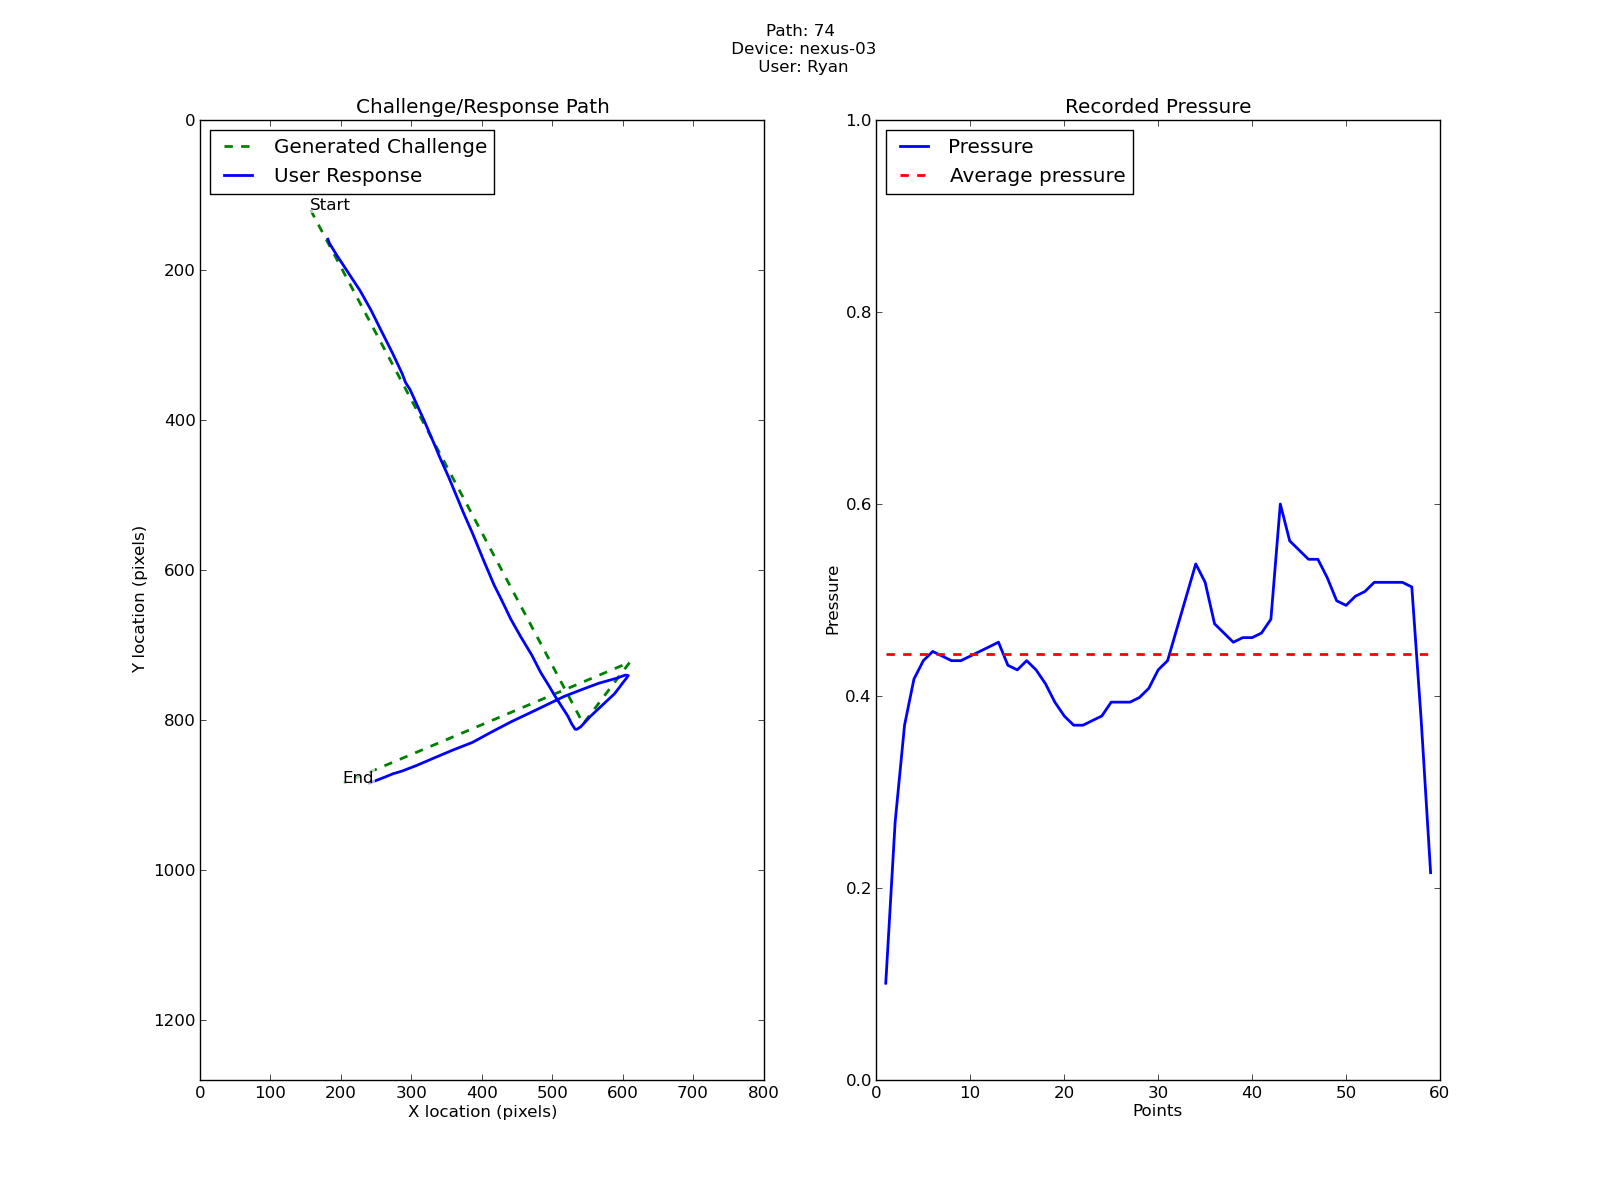 Path: 74
Device: nexus-03
User: Ryan
Challenge/Response Path
Generated Challenge
User Response
Start
End
0
200
400
600
800
1000
1200
Y location (pixels)
0 100 200 300 400 500 600 700 800
X location (pixels)
Recorded Pressure
Pressure
Average pressure
1.0
0.8
0.6
0.4
0.2
0.0
Pressure
0 10 20 30 40 50 60
Points